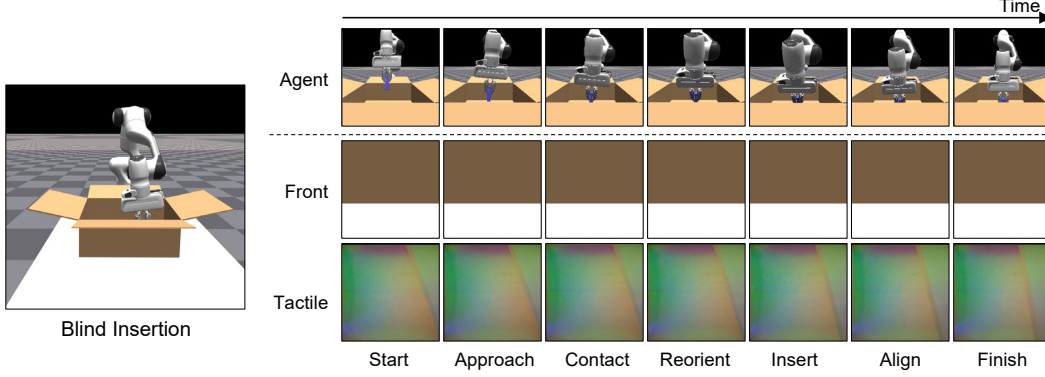 Time
Agent
Front
Tactile
Blind Insertion
Start Approach Contact Reorient Insert Align Finish